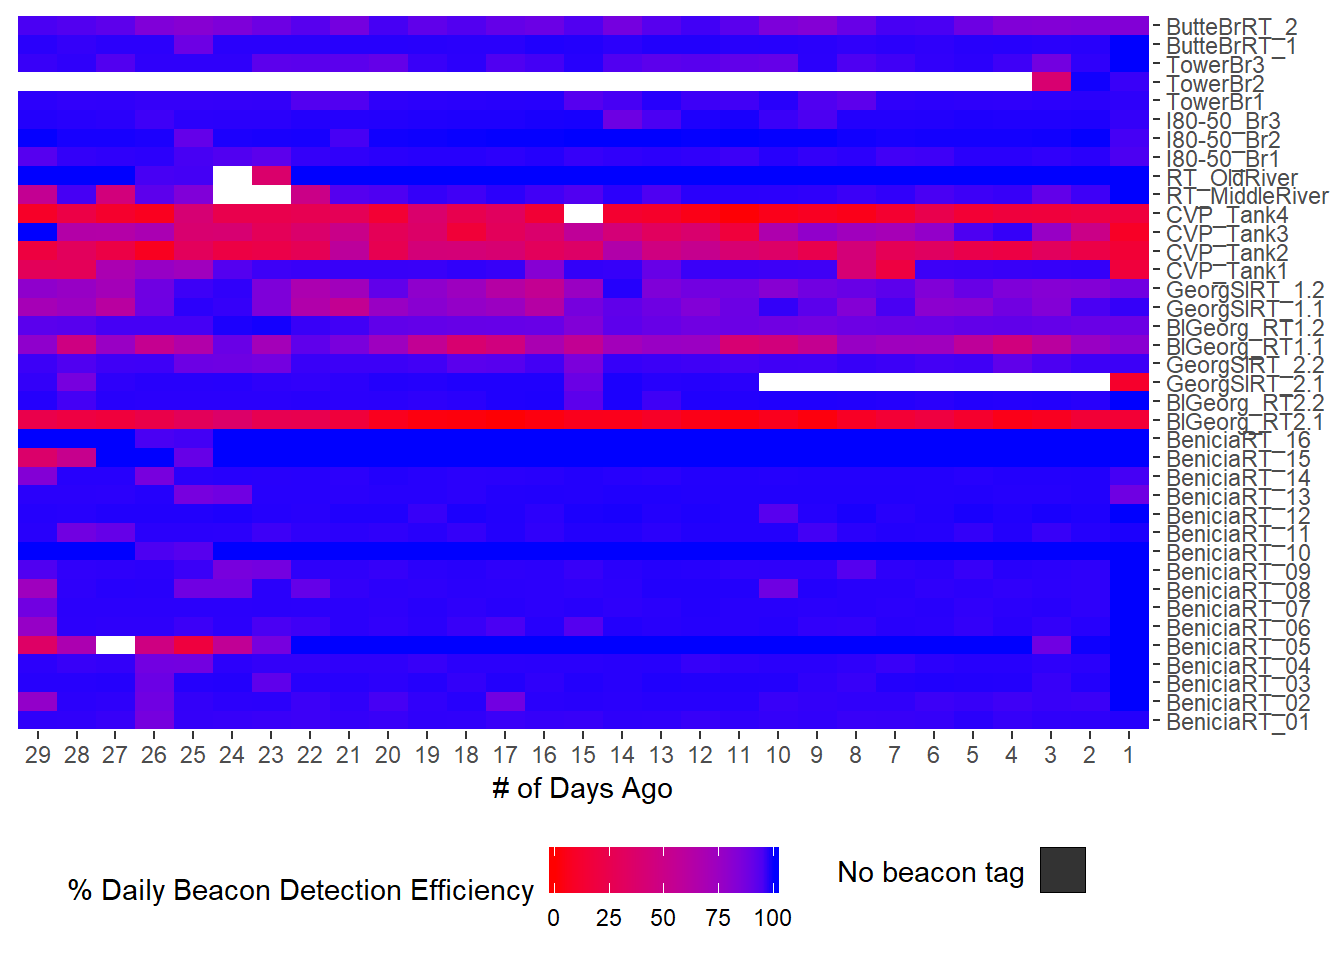 ButteBrRT_2
ButteBrRT_1
TowerBr3
TowerBr2
TowerBr1
I80-50_Br3
I80-50_Br2
I80-50_Br1
RT_OldRiver
RT_MiddleRiver
CVP_Tank4
CVP_Tank3
CVP_Tank2
CVP_Tank1
GeorgSlRT_1.2
GeorgSlRT_1.1
BlGeorg_RT1.2
BlGeorg_RT1.1
GeorgSlRT_2.2
GeorgSlRT_2.1
BlGeorg_RT2.2
BlGeorg_RT2.1
BeniciaRT_16
BeniciaRT_15
BeniciaRT_14
BeniciaRT_13
BeniciaRT_12
BeniciaRT_11
BeniciaRT_10
BeniciaRT_09
BeniciaRT_08
BeniciaRT_07
BeniciaRT_06
BeniciaRT_05
BeniciaRT_04
BeniciaRT_03
BeniciaRT_02
BeniciaRT_01
29 28 27 26 25 24 23 22 21 20 19 18 17 16 15 14 13 12 11 10 9 8 7 6 5 4 3 2 1
# of Days Ago
% Daily Beacon Detection Efficiency
0 25 50 75 100
No beacon tag